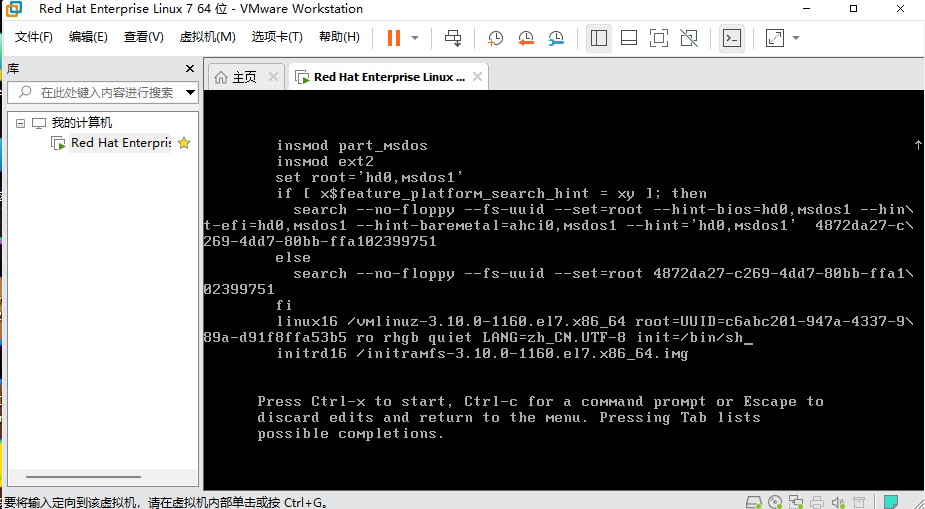 Red Hat Enterprise Linux 7 64 位 - VMware Workstation
文件(F) 编辑(E) 查看(V) 虚拟机(M) 选项卡(T) 帮助(H)
库
在此处键入内容进行搜索
我的计算机
Red Hat Enterpris
主页
Red Hat Enterprise Linux ...
insmod part_msdos
insmod ext2
set root='hd0,msdos1'
if [ x$feature_platform_search_hint = xy ]; then
search --no-floppy --fs-uuid --set=root --hint-bios=hd0,msdos1 --hin\
t-efi=hd0,msdos1 --hint-baremetal=ahci0,msdos1 --hint='hd0,msdos1'  4872da27-c\
269-4dd7-80bb-ffa102399751
else
search --no-floppy --fs-uuid --set=root 4872da27-c269-4dd7-80bb-ffa1\
02399751
fi
linux16 /vmlinuz-3.10.0-1160.el7.x86_64 root=UUID=c6abc201-947a-4337-9\
89a-d91f8ffa53b5 ro rhgb quiet LANG=zh_CN.UTF-8 init=/bin/sh_
initrd16 /initramfs-3.10.0-1160.el7.x86_64.img
Press Ctrl-x to start, Ctrl-c for a command prompt or Escape to
discard edits and return to the menu. Pressing Tab lists
possible completions.
要将输入定向到该虚拟机，请在虚拟机内部单击或按 Ctrl+G。